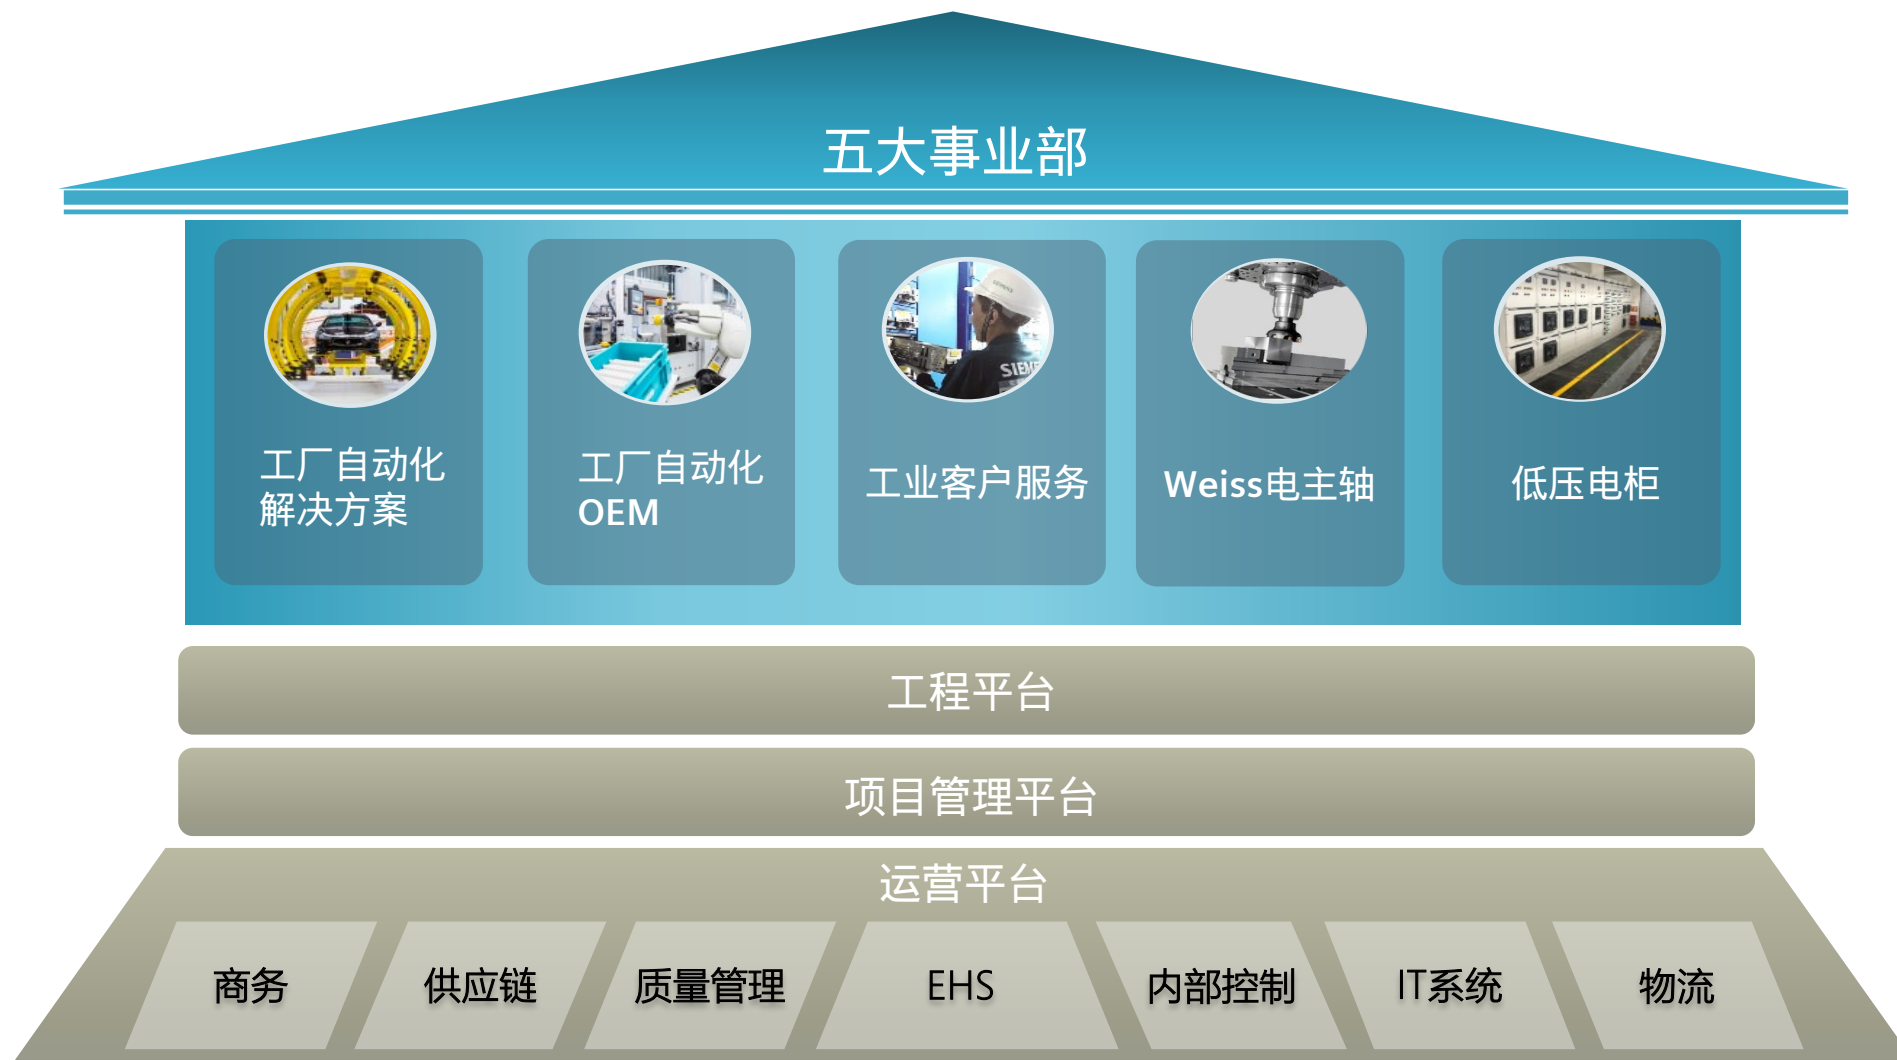 五大事业部
工厂自动化
解决方案
工厂自动化
OEM
工业客户服务
Weiss电主轴
低压电柜
工程平台
项目管理平台
运营平台
商务
供应链
质量管理
EHS
内部控制
IT系统
物流